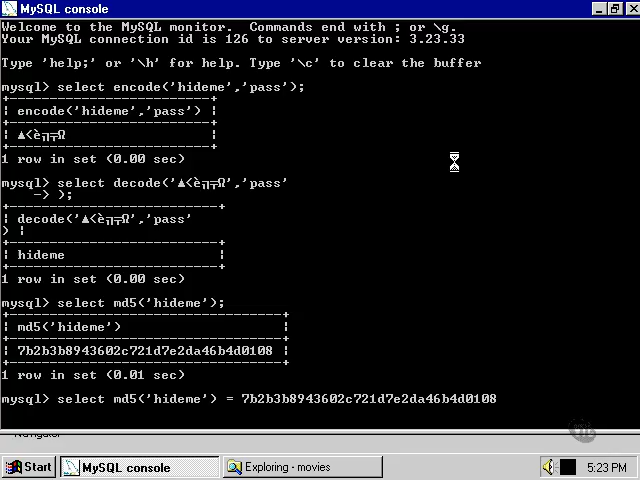 MySQL console
Welcome to the MySQL monitor.  Commands end with ; or \g.
Your MySQL connection id is 126 to server version: 3.23.33
Type 'help;' or '\h' for help. Type '\c' to clear the buffer
mysql> select encode('hideme','pass');
+-------------------------+
| encode('hideme','pass') |
+-------------------------+
| ▲<è╗╤Ω                  |
+-------------------------+
1 row in set (0.00 sec)
mysql> select decode('▲<è╗╤Ω','pass'
    -> );
+--------------------------+
| decode('▲<è╗╤Ω','pass'
) |
+--------------------------+
| hideme                   |
+--------------------------+
1 row in set (0.00 sec)
mysql> select md5('hideme');
+----------------------------------+
| md5('hideme')                    |
+----------------------------------+
| 7b2b3b8943602c721d7e2da46b4d0108 |
+----------------------------------+
1 row in set (0.01 sec)
mysql> select md5('hideme') = 7b2b3b8943602c721d7e2da46b4d0108
Navigator
Start
MySQL console
Exploring - movies
5:23 PM